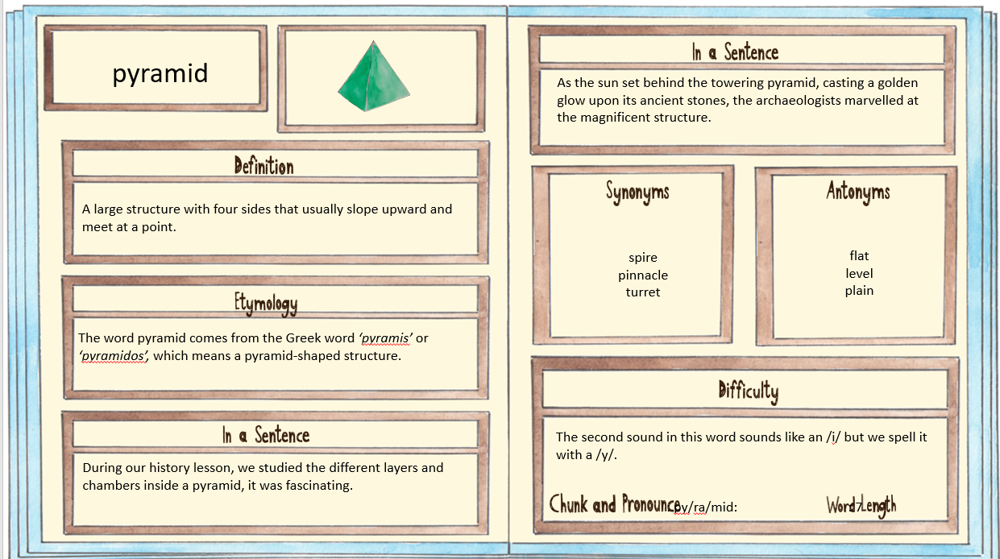 pyramid
Definition
A large structure with four sides that usually slope upward and
meet at a point.
Etymology
The word pyramid comes from the Greek word ‘pyramis’ or
‘pyramidos’, which means a pyramid-shaped structure.
In a Sentence
During our history lesson, we studied the different layers and
chambers inside a pyramid, it was fascinating.
In a Sentence
As the sun set behind the towering pyramid, casting a golden
glow upon its ancient stones, the archaeologists marvelled at
the magnificent structure.
Synonyms
spire
pinnacle
turret
Antonyms
flat
level
plain
Difficulty
The second sound in this word sounds like an /i/ but we spell it
with a /y/.
Chunk and Pronounce py/ra/mid:
Word Length 7